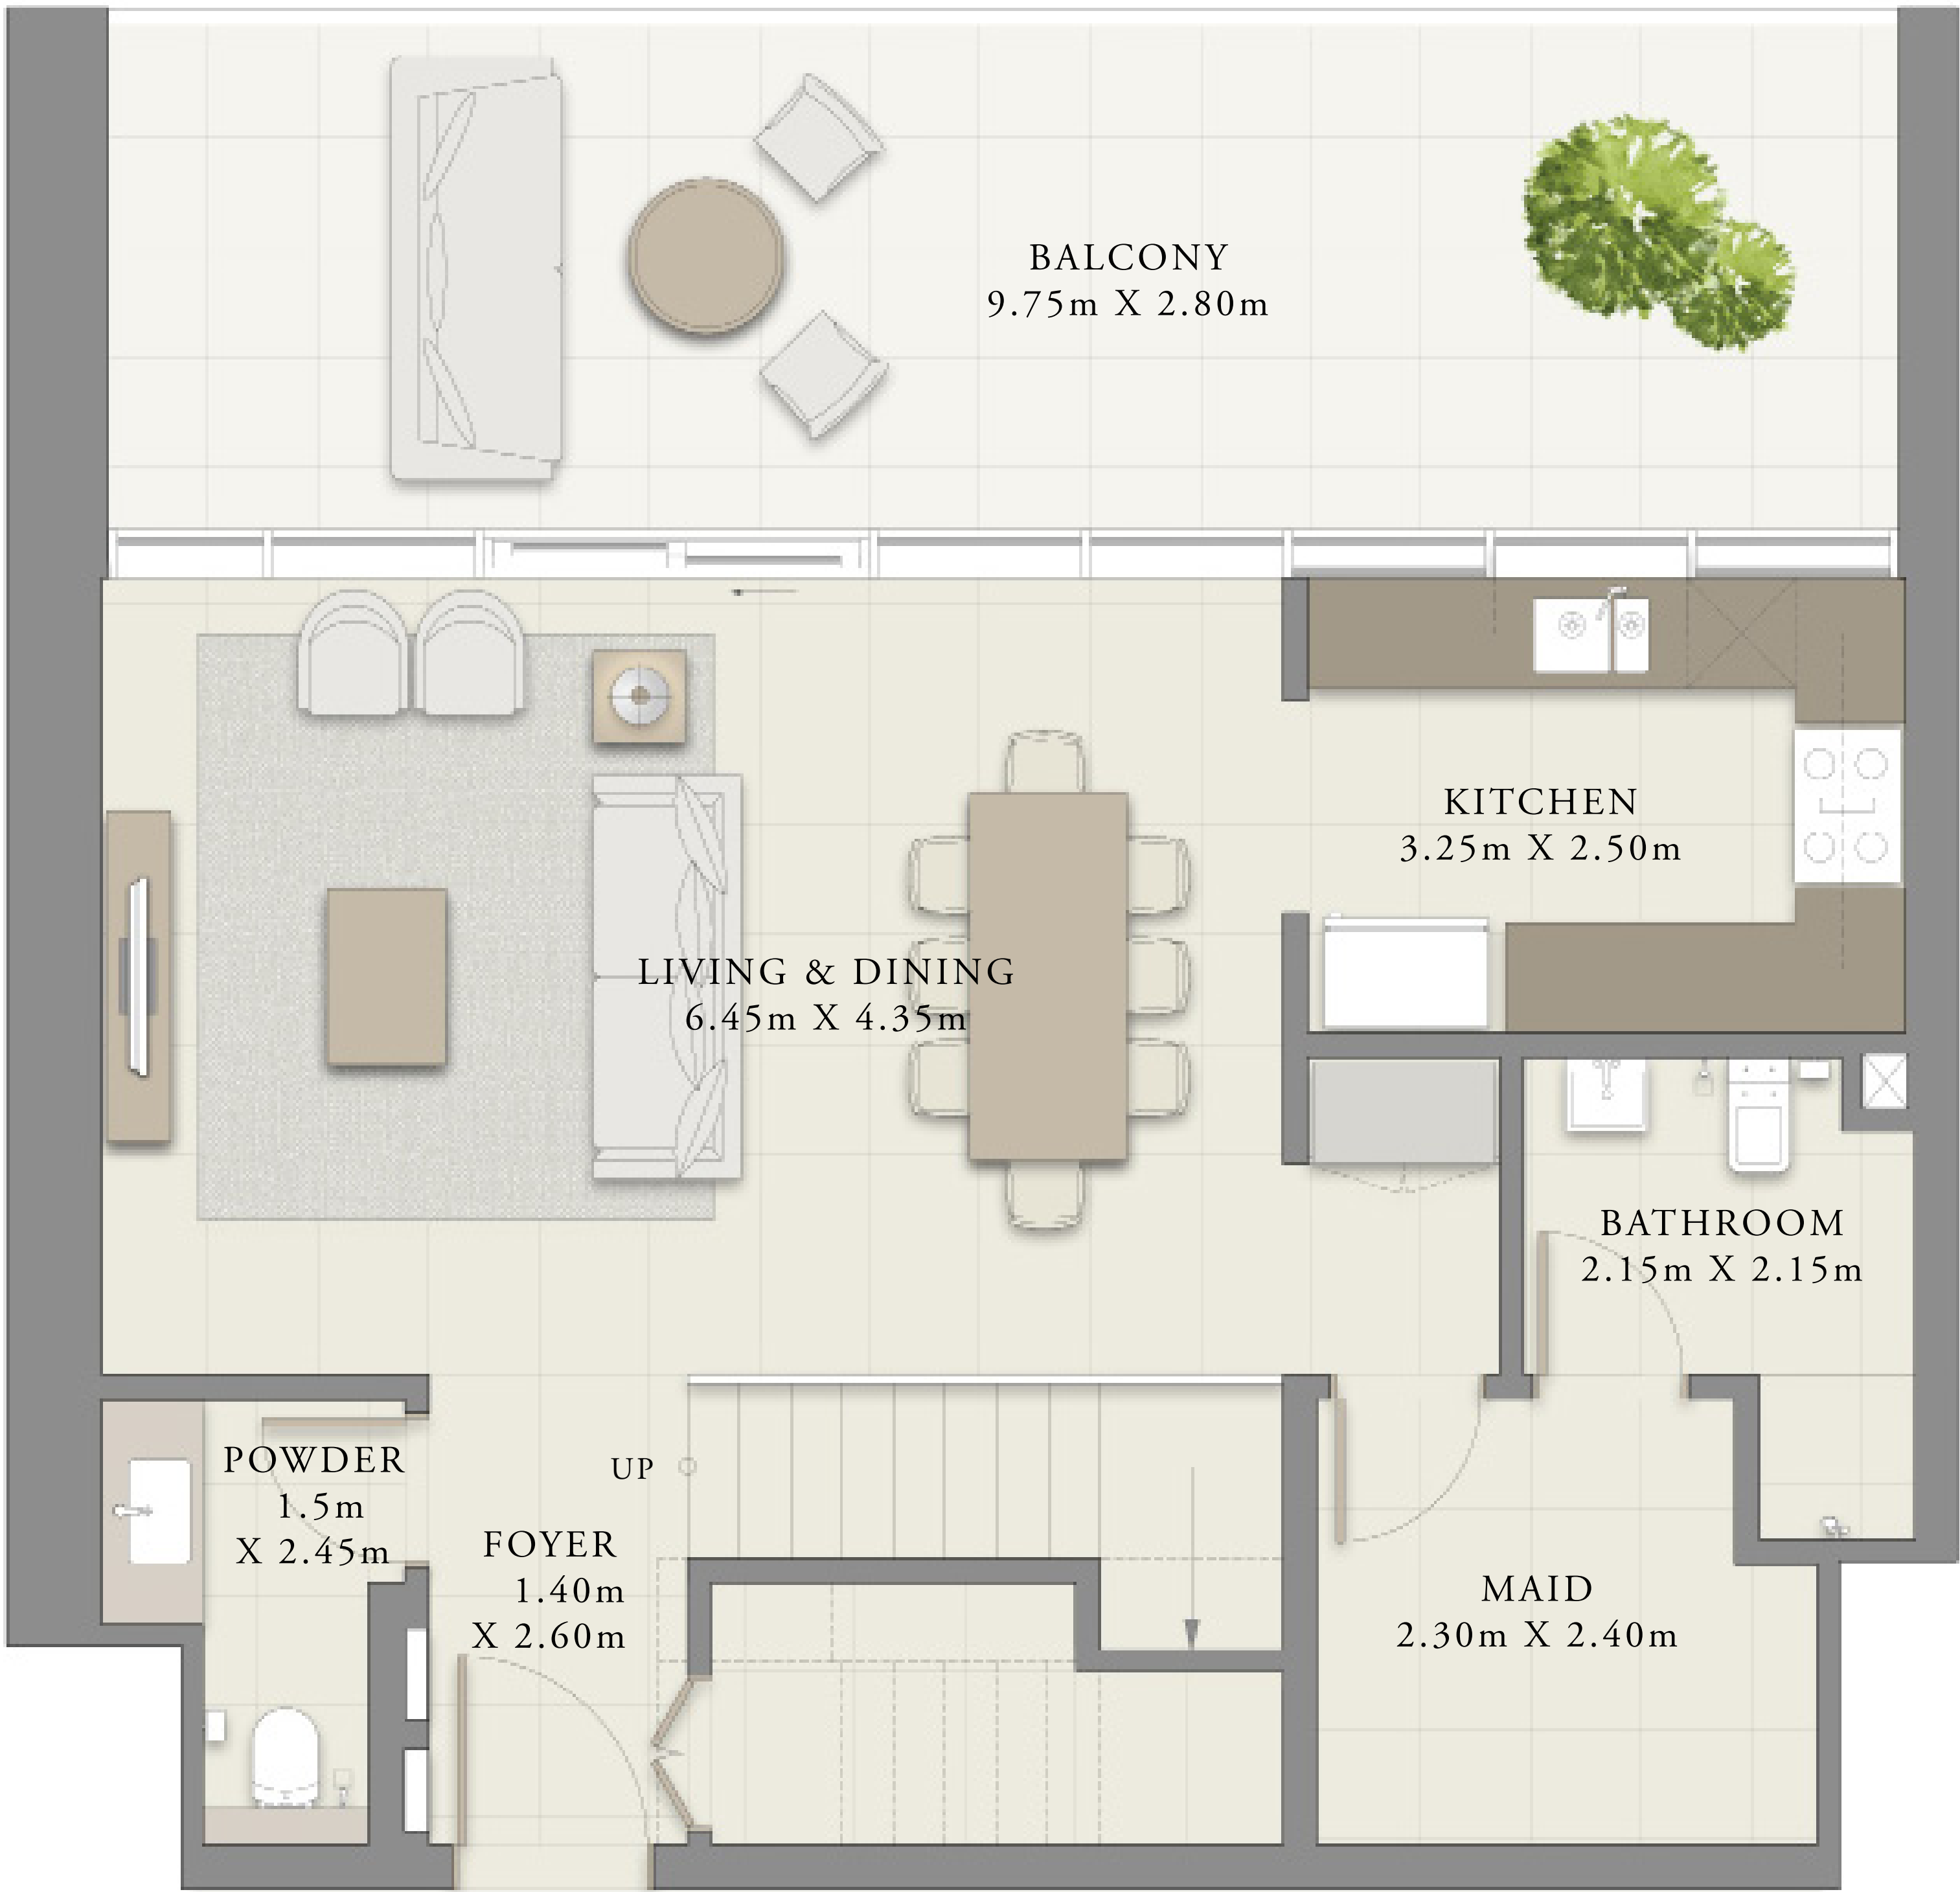 BALCONY
9.75m X 2.80m
KITCHEN
3.25m X 2.50m
LIVING & DINING
6.45m X 4.35m
BATHROOM
2.15m X 2.15m
POWDER
1.5m
X 2.45m
UP
FOYER
1.40m
X 2.60m
MAID
2.30m X 2.40m